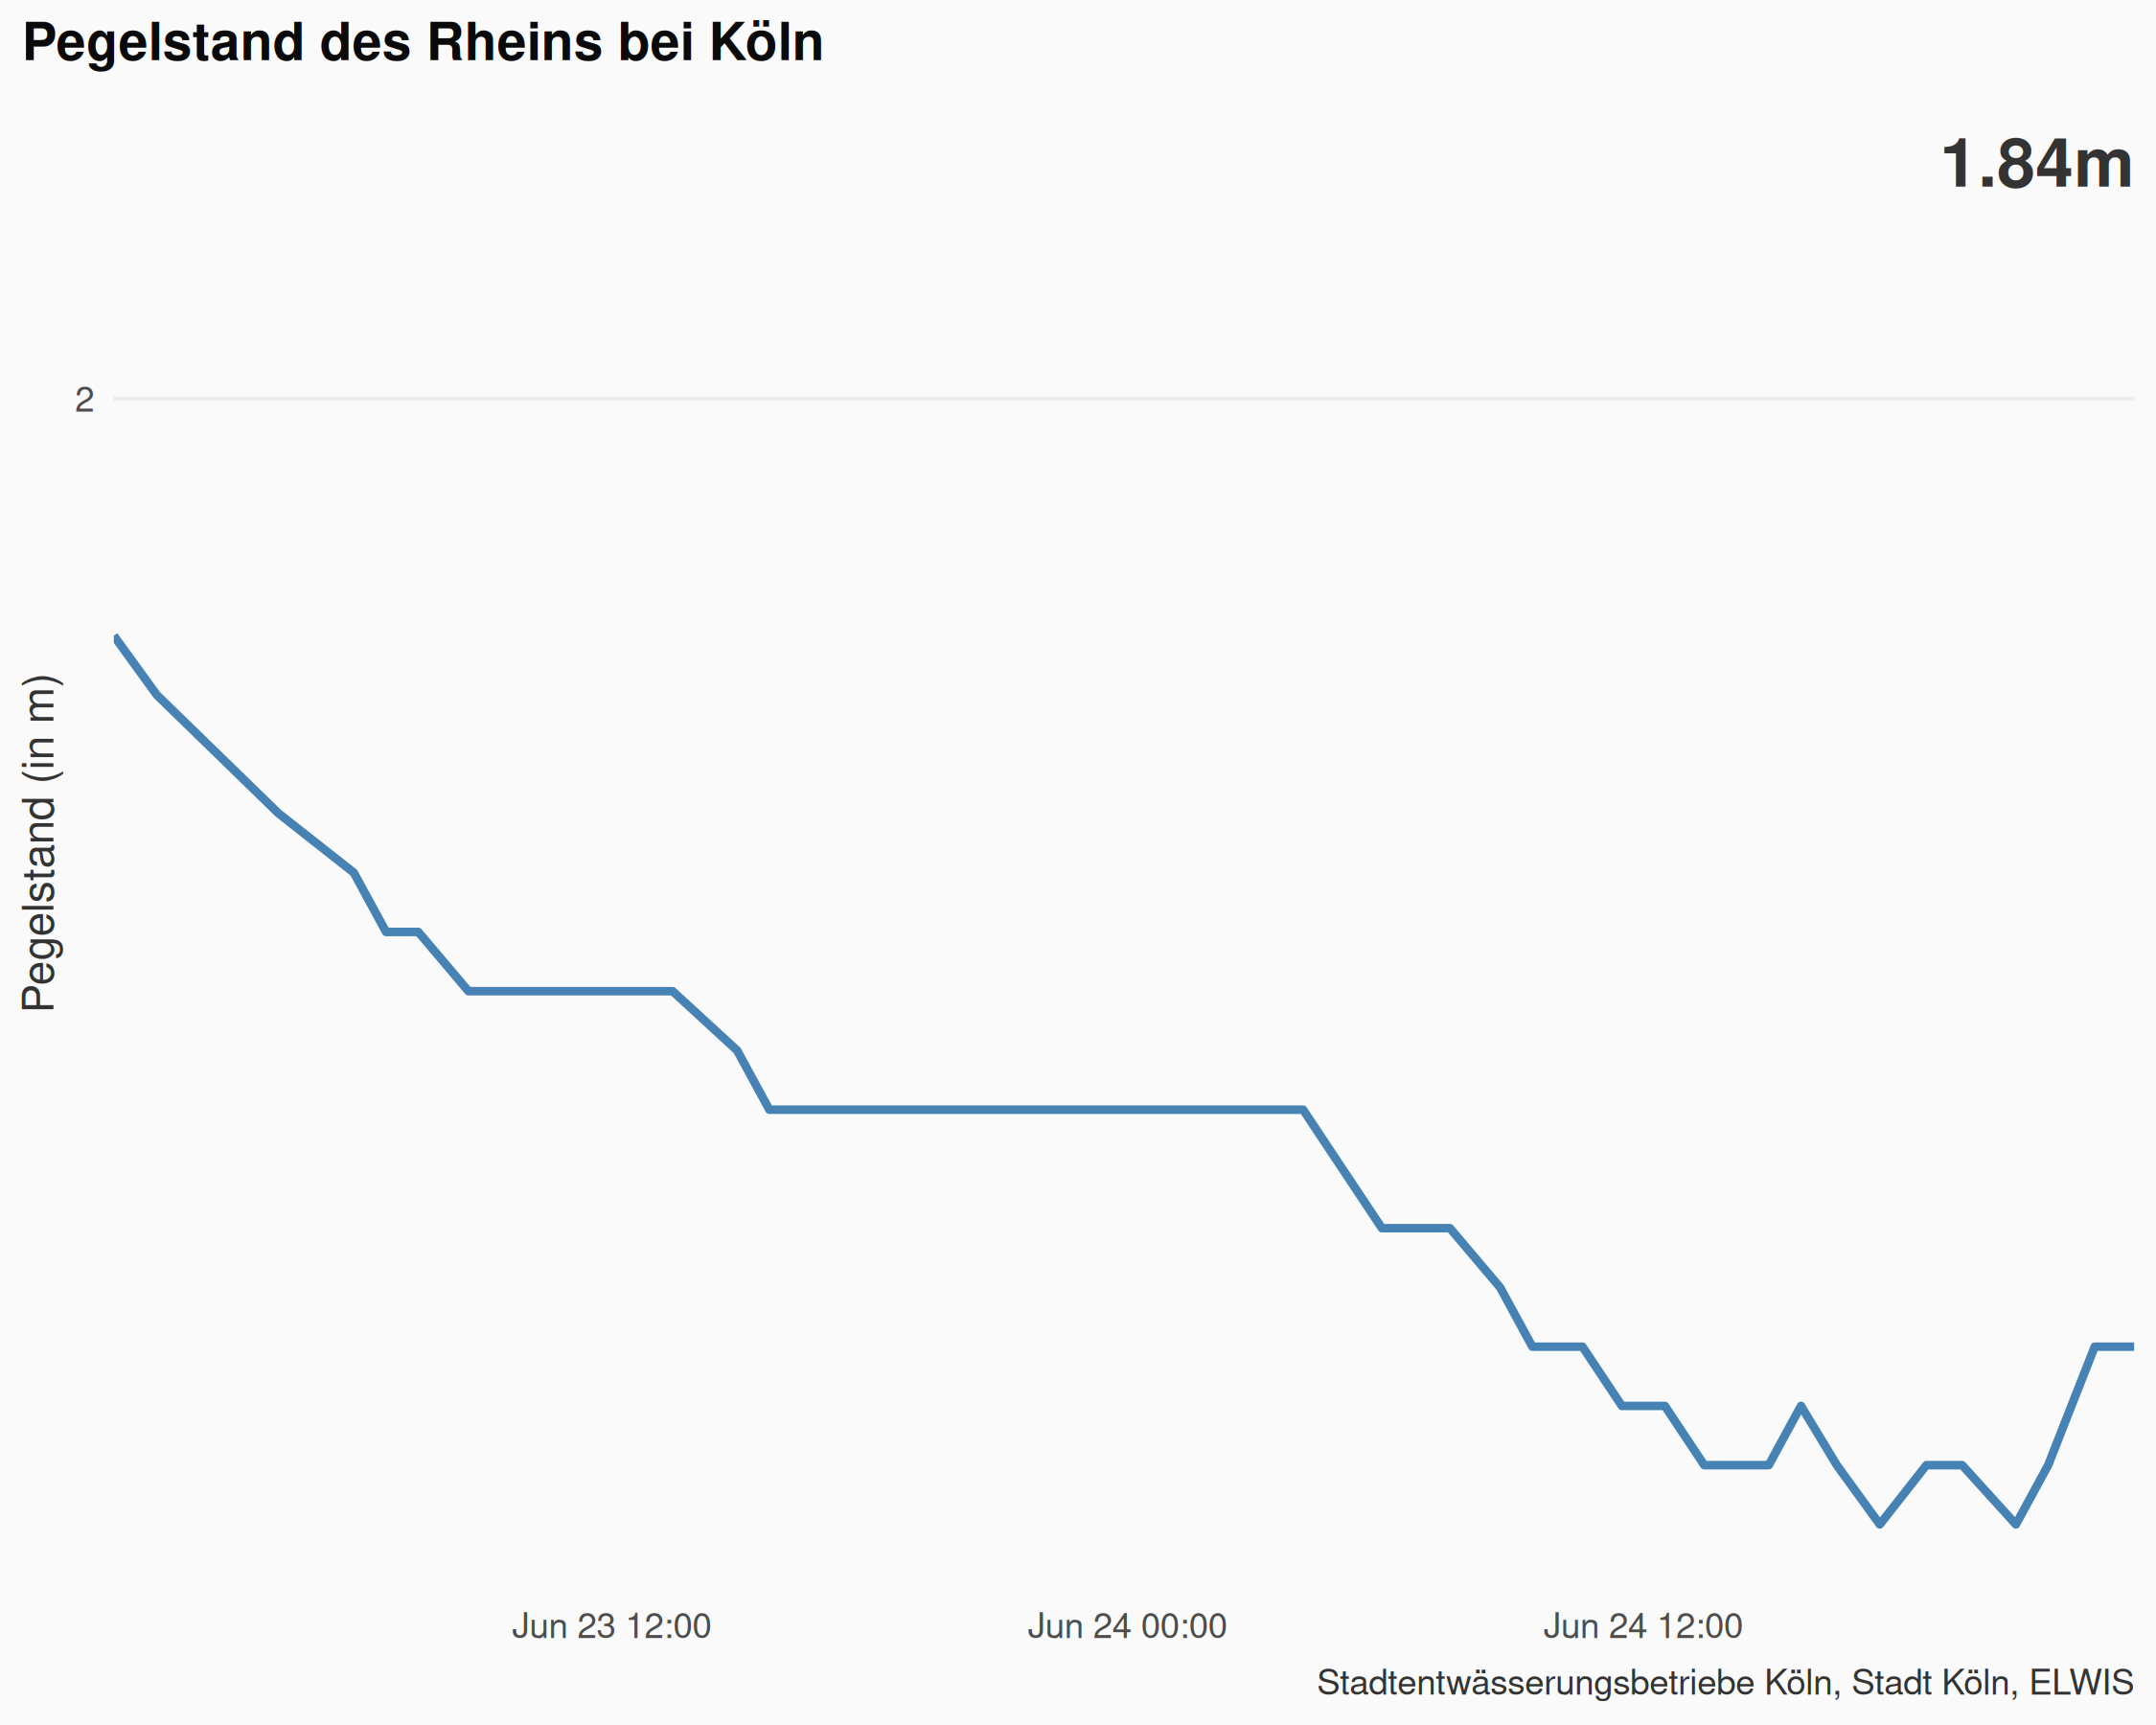 Pegelstand des Rheins bei Köln
1.84m
2
Pegelstand (in m)
Jun 23 12:00
Jun 24 00:00
Jun 24 12:00
Stadtentwässerungsbetriebe Köln, Stadt Köln, ELWIS